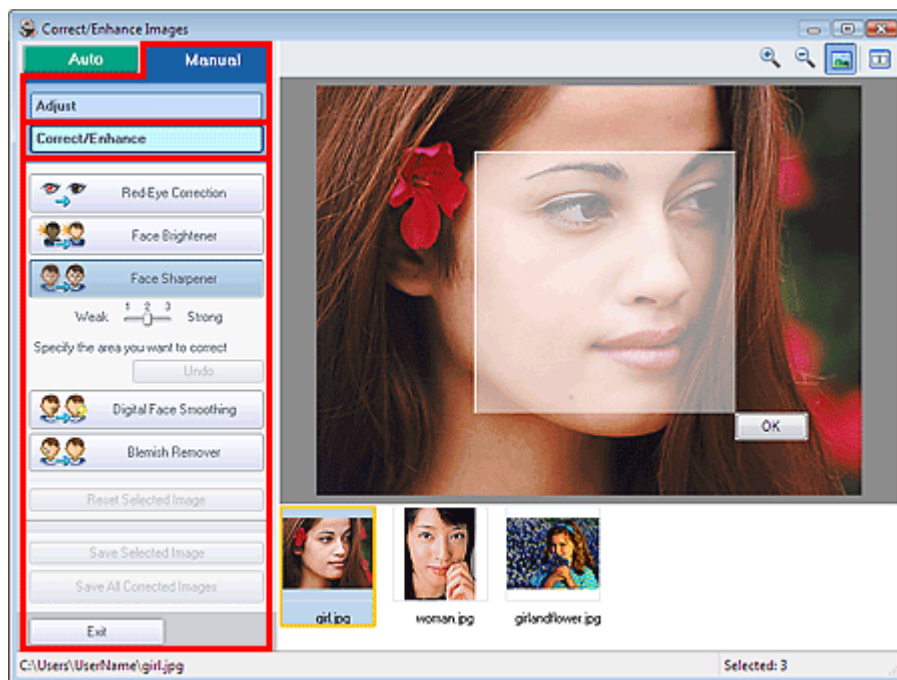 Correct/Enhance Images
Auto
Manual
Adjust
Correct/Enhance
Red-Eye Correction
Face Brightener
Face Sharpener
1 2 3
Weak Strong
Specify the area you want to correct
Undo
Digital Face Smoothing
Blemish Remover
Reset Selected Image
Save Selected Image
Save All Corrected Images
Exit
OK
girl.jpg
woman.jpg
girlandflower.jpg
C:\Users\UserName\girl.jpg
Selected: 3